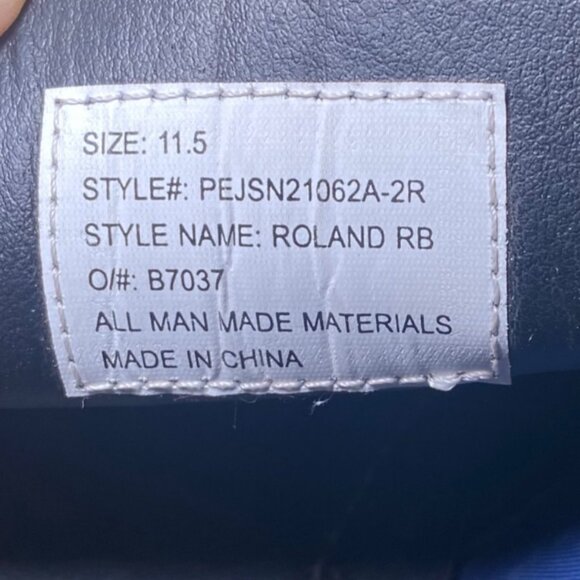 SIZE: 11.5
STYLE#: PEJSN21062A-2R
STYLE NAME: ROLAND RB
O/#: B7037
ALL MAN MADE MATERIALS
MADE IN CHINA